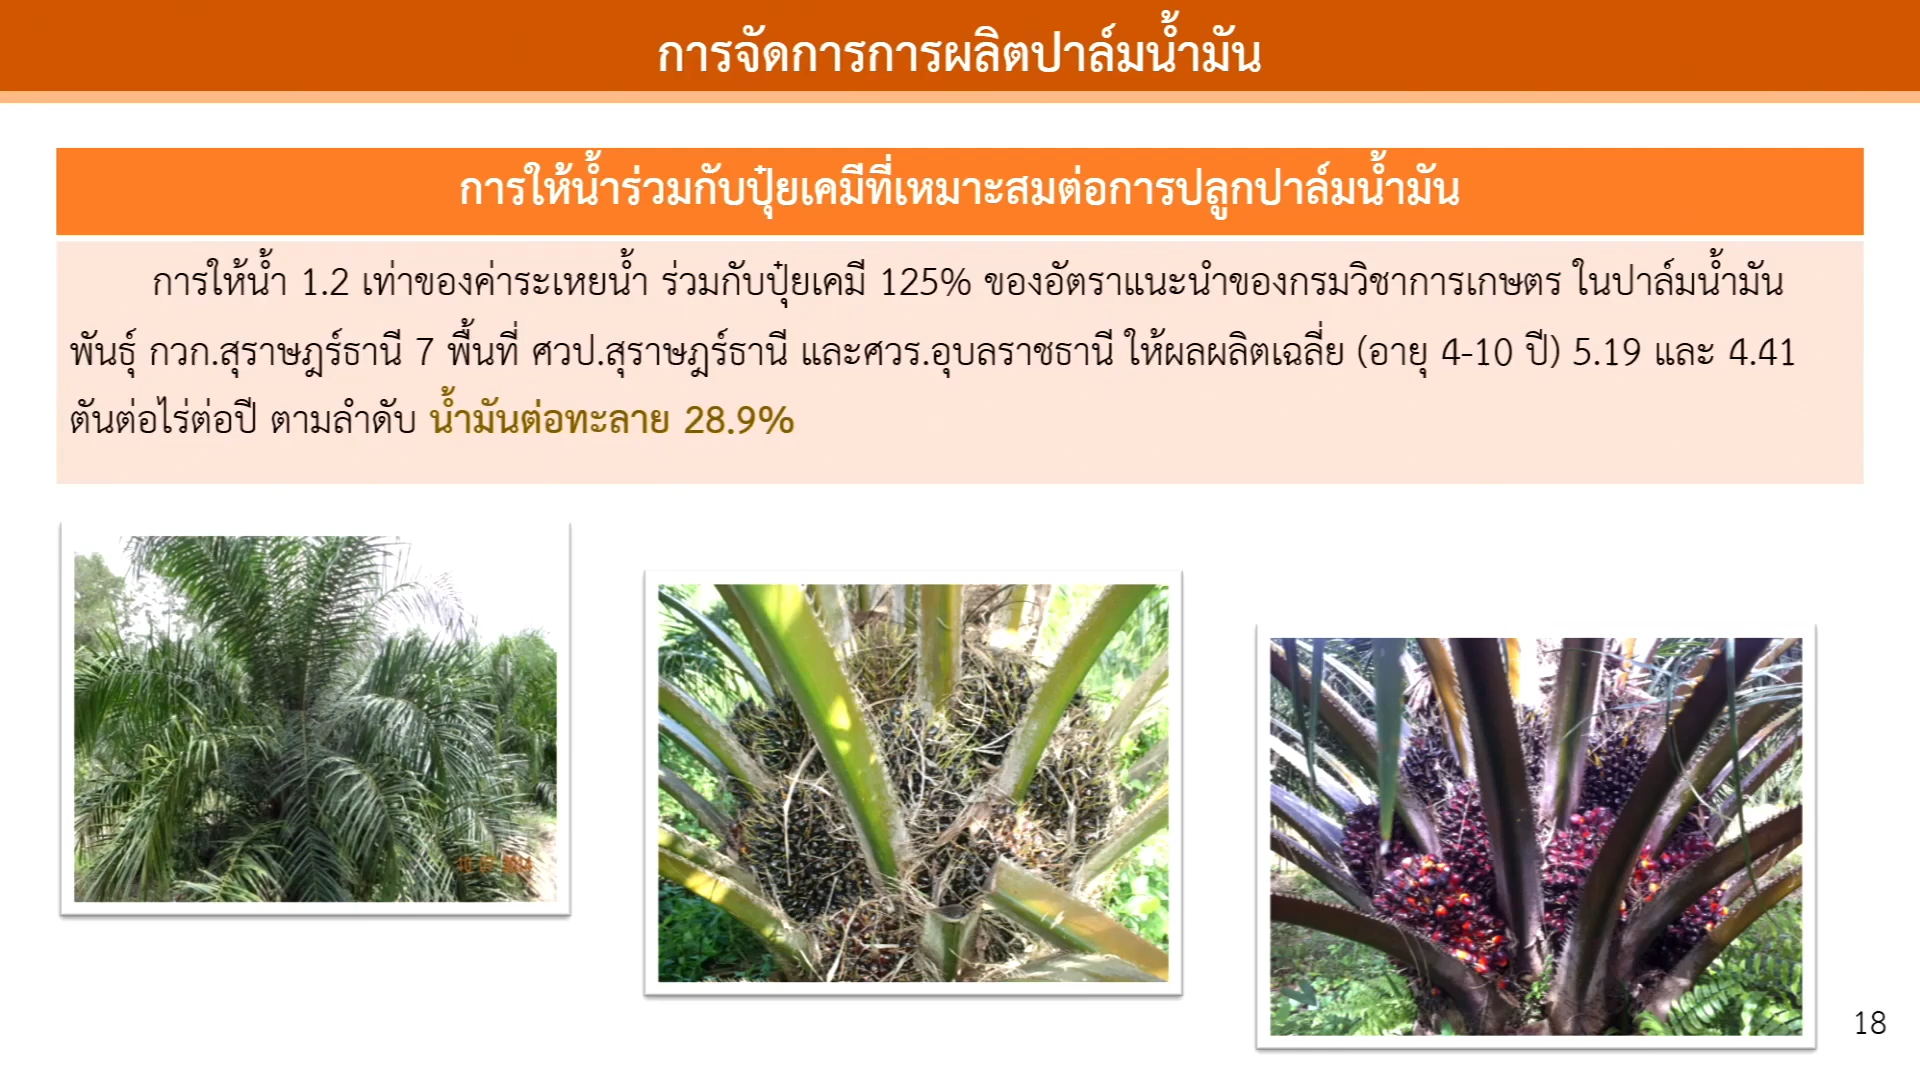 การจัดการการผลิตปาล์มน้ำมัน
การให้น้ำร่วมกับปุ๋ยเคมีที่เหมาะสมต่อการปลูกปาล์มน้ำมัน
การให้น้ำ 1.2 เท่าของค่าระเหยน้ำ ร่วมกับปุ๋ยเคมี 125% ของอัตราแนะนำของกรมวิชาการเกษตร ในปาล์มน้ำมัน
พันธุ์ กวก.สุราษฎร์ธานี 7 พื้นที่ ศวป.สุราษฎร์ธานี และศวร.อุบลราชธานี ให้ผลผลิตเฉลี่ย (อายุ 4-10 ปี) 5.19 และ 4.41
ตันต่อไร่ต่อปี ตามลำดับ น้ำมันต่อทะลาย 28.9%
18